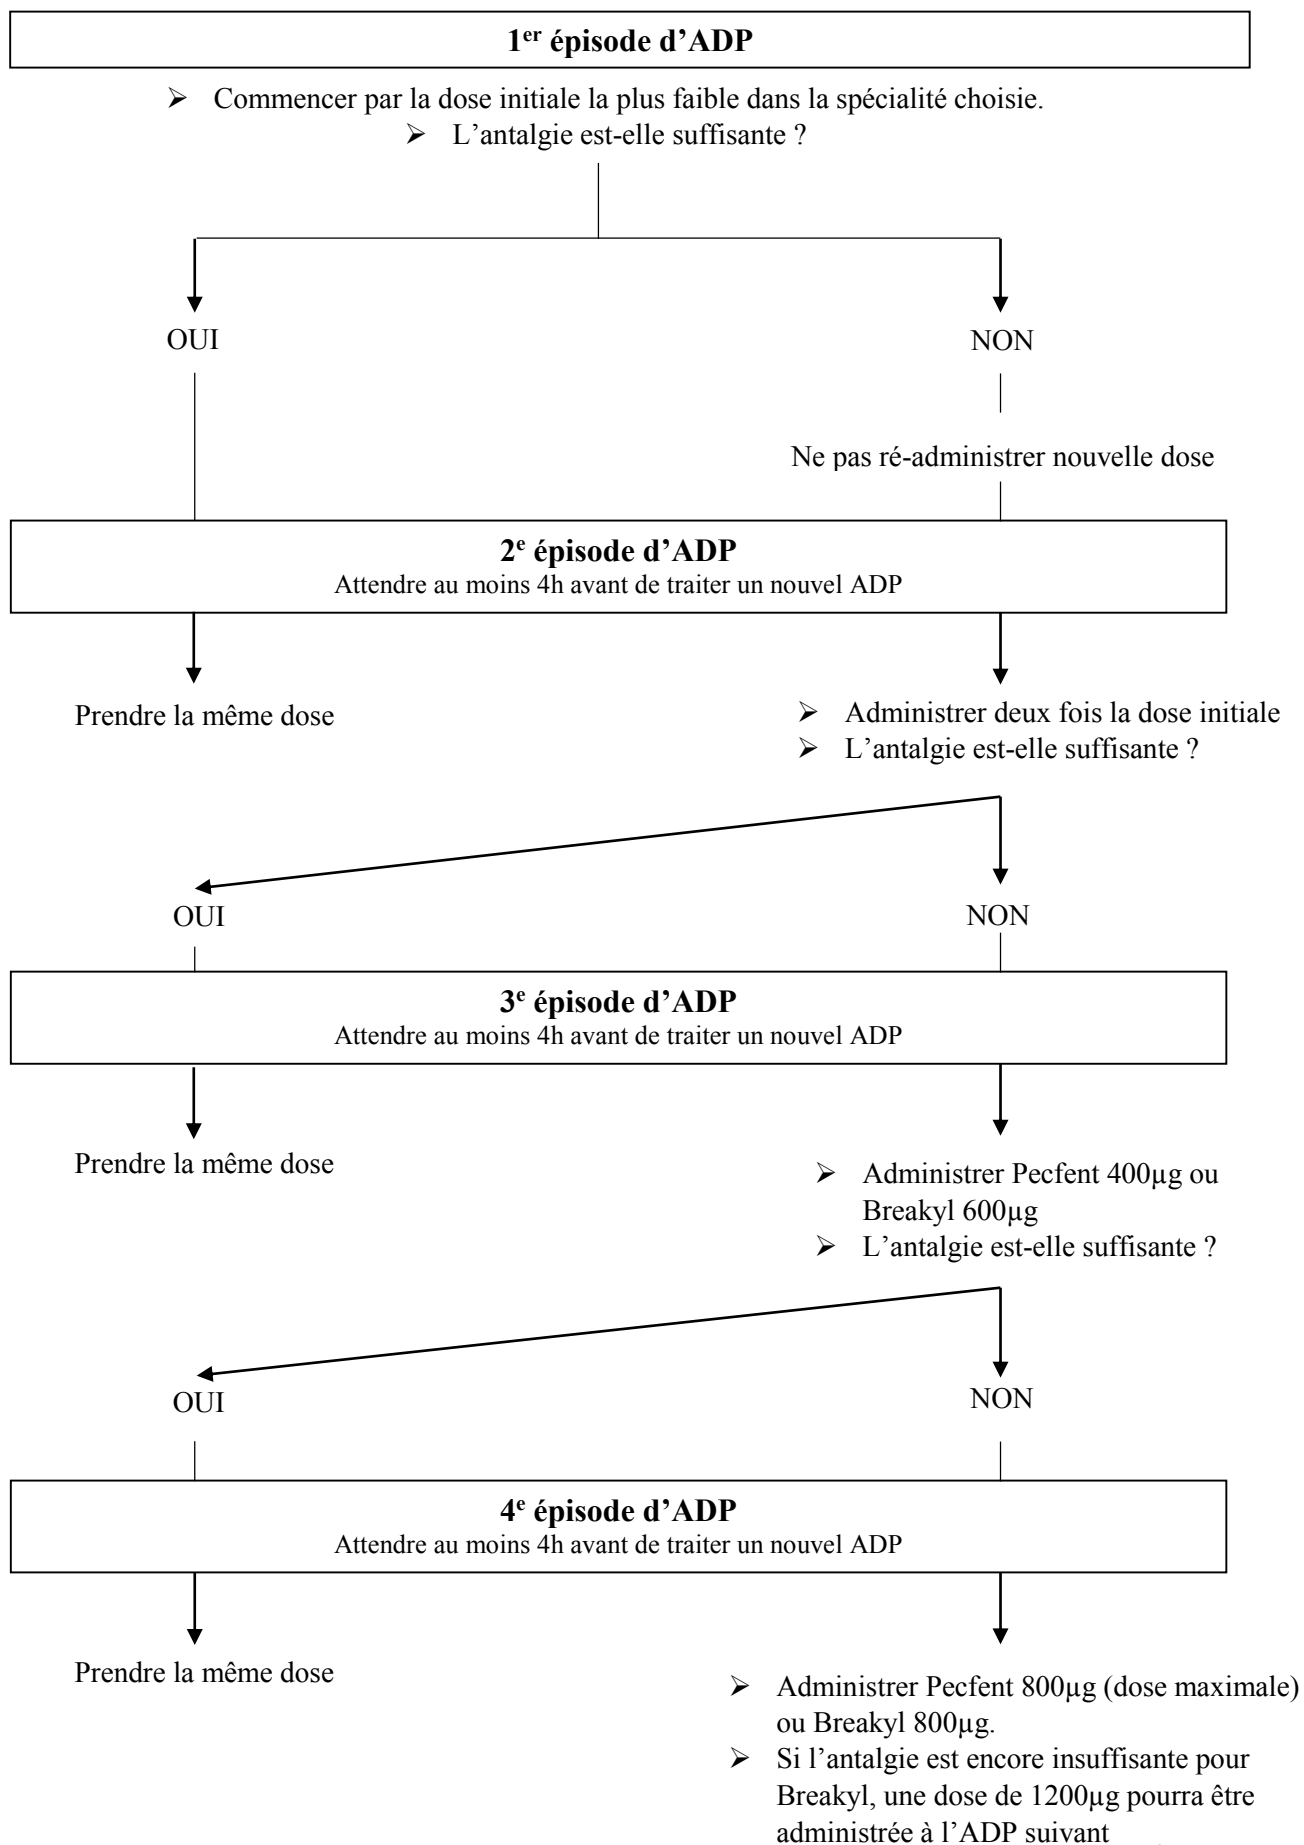 1er épisode d’ADP
➢ Commencer par la dose initiale la plus faible dans la spécialité choisie.
➢ L’antalgie est-elle suffisante ?
OUI
NON
Ne pas ré-administrer nouvelle dose
2e épisode d’ADP
Attendre au moins 4h avant de traiter un nouvel ADP
Prendre la même dose
➢ Administrer deux fois la dose initiale
➢ L’antalgie est-elle suffisante ?
OUI
NON
3e épisode d’ADP
Attendre au moins 4h avant de traiter un nouvel ADP
Prendre la même dose
➢ Administrer Pecfent 400µg ou
Breakyl 600µg
➢ L’antalgie est-elle suffisante ?
OUI
NON
4e épisode d’ADP
Attendre au moins 4h avant de traiter un nouvel ADP
Prendre la même dose
➢ Administrer Pecfent 800µg (dose maximale)
ou Breakyl 800µg.
➢ Si l’antalgie est encore insuffisante pour
Breakyl, une dose de 1200µg pourra être
administrée à l’ADP suivant